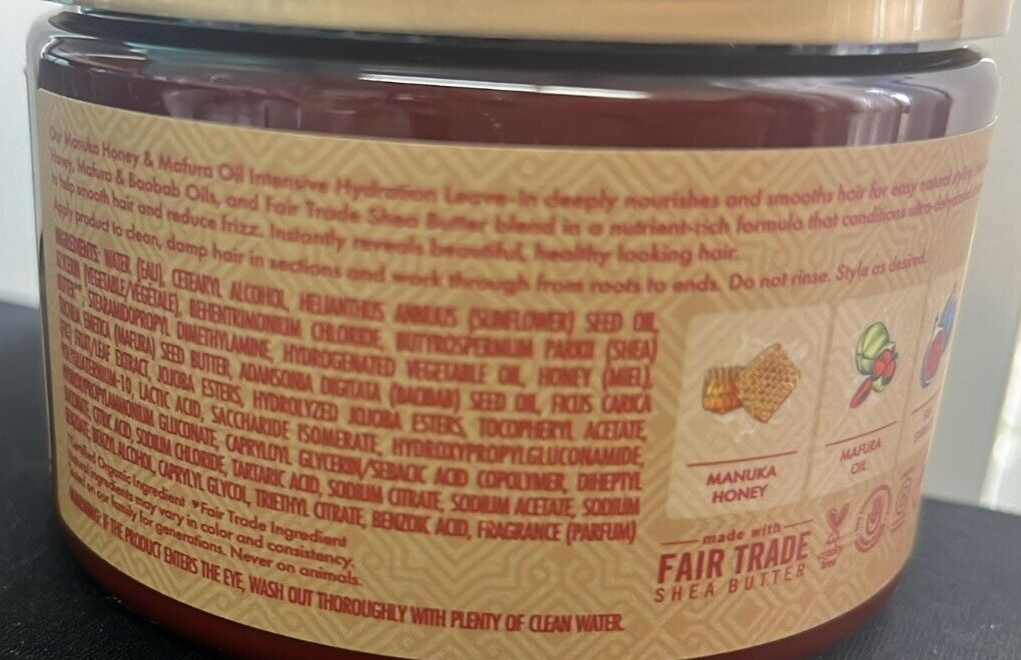 Our Manuka Honey & Mafura Oil Intensive Hydration Leave-In deeply nourishes and smooths hair for easy natural styling.
Honey, Mafura & Baobab Oils, and Fair Trade Shea Butter blend in a nutrient-rich formula that conditions ultra-dehydrated
to help smooth hair and reduce frizz. Instantly reveals beautiful, healthy looking hair.
Apply product to clean, damp hair in sections and work through from roots to ends. Do not rinse. Style as desired.
INGREDIENTS: WATER (EAU), CETEARYL ALCOHOL, HELIANTHUS ANNUUS (SUNFLOWER) SEED OIL,
GLYCERIN (VEGETABLE/VÉGÉTALE), BEHENTRIMONIUM CHLORIDE, BUTYROSPERMUM PARKII (SHEA)
BUTTER, STEARAMIDOPROPYL DIMETHYLAMINE, HYDROGENATED VEGETABLE OIL, HONEY (MIEL),
TRICHILIA EMETICA (MAFURA) SEED BUTTER, ADANSONIA DIGITATA (BAOBAB) SEED OIL, FICUS CARICA
(FIG) FRUIT/LEAF EXTRACT, JOJOBA ESTERS, HYDROLYZED JOJOBA ESTERS, TOCOPHERYL ACETATE,
POLYQUATERNIUM-10, LACTIC ACID, SACCHARIDE ISOMERATE, HYDROXYPROPYLGLUCONAMIDE,
HYDROXYPROPYLAMMONIUM GLUCONATE, CAPRYLOYL GLYCERIN/SEBACIC ACID COPOLYMER, DIHEPTYL
SUCCINATE, CITRIC ACID, SODIUM CHLORIDE, TARTARIC ACID, SODIUM CITRATE, SODIUM ACETATE, SODIUM
BENZOATE, BENZYL ALCOHOL, CAPRYLYL GLYCOL, TRIETHYL CITRATE, BENZOIC ACID, FRAGRANCE (PARFUM)
*Certified Organic Ingredient ♥Fair Trade Ingredient
Natural ingredients may vary in color and consistency.
Tested on our family for generations. Never on animals.
WARNING: IF THE PRODUCT ENTERS THE EYE, WASH OUT THOROUGHLY WITH PLENTY OF CLEAN WATER.
MANUKA
HONEY
MAFURA
OIL
made with
FAIR TRADE
SHEA BUTTER
cruelty
free